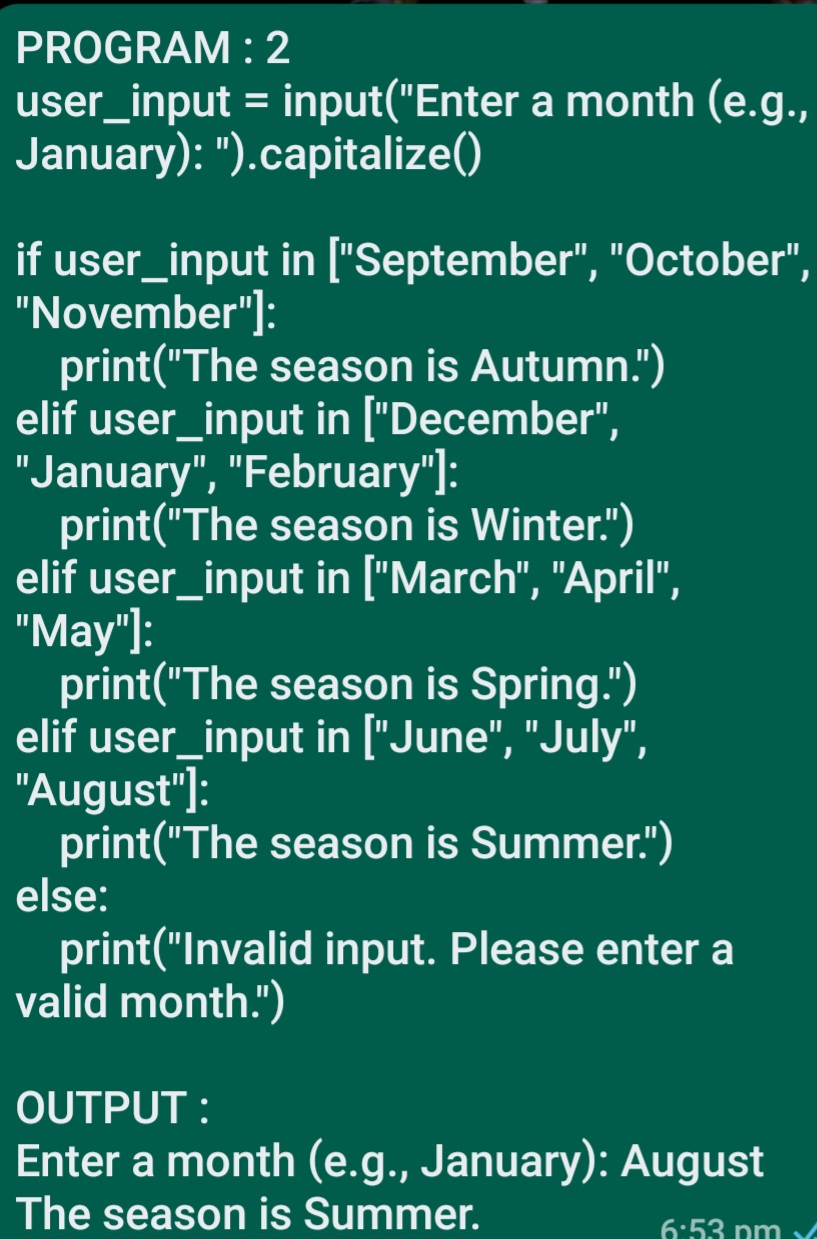 PROGRAM : 2
user_input = input("Enter a month (e.g.,
January): ").capitalize()
if user_input in ["September", "October",
"November"]:
print("The season is Autumn.")
elif user_input in ["December",
"January", "February"]:
print("The season is Winter.")
elif user_input in ["March", "April",
"May"]:
print("The season is Spring.")
elif user_input in ["June", "July",
"August"]:
print("The season is Summer.")
else:
print("Invalid input. Please enter a
valid month.")
OUTPUT :
Enter a month (e.g., January): August
The season is Summer.
6:53 pm